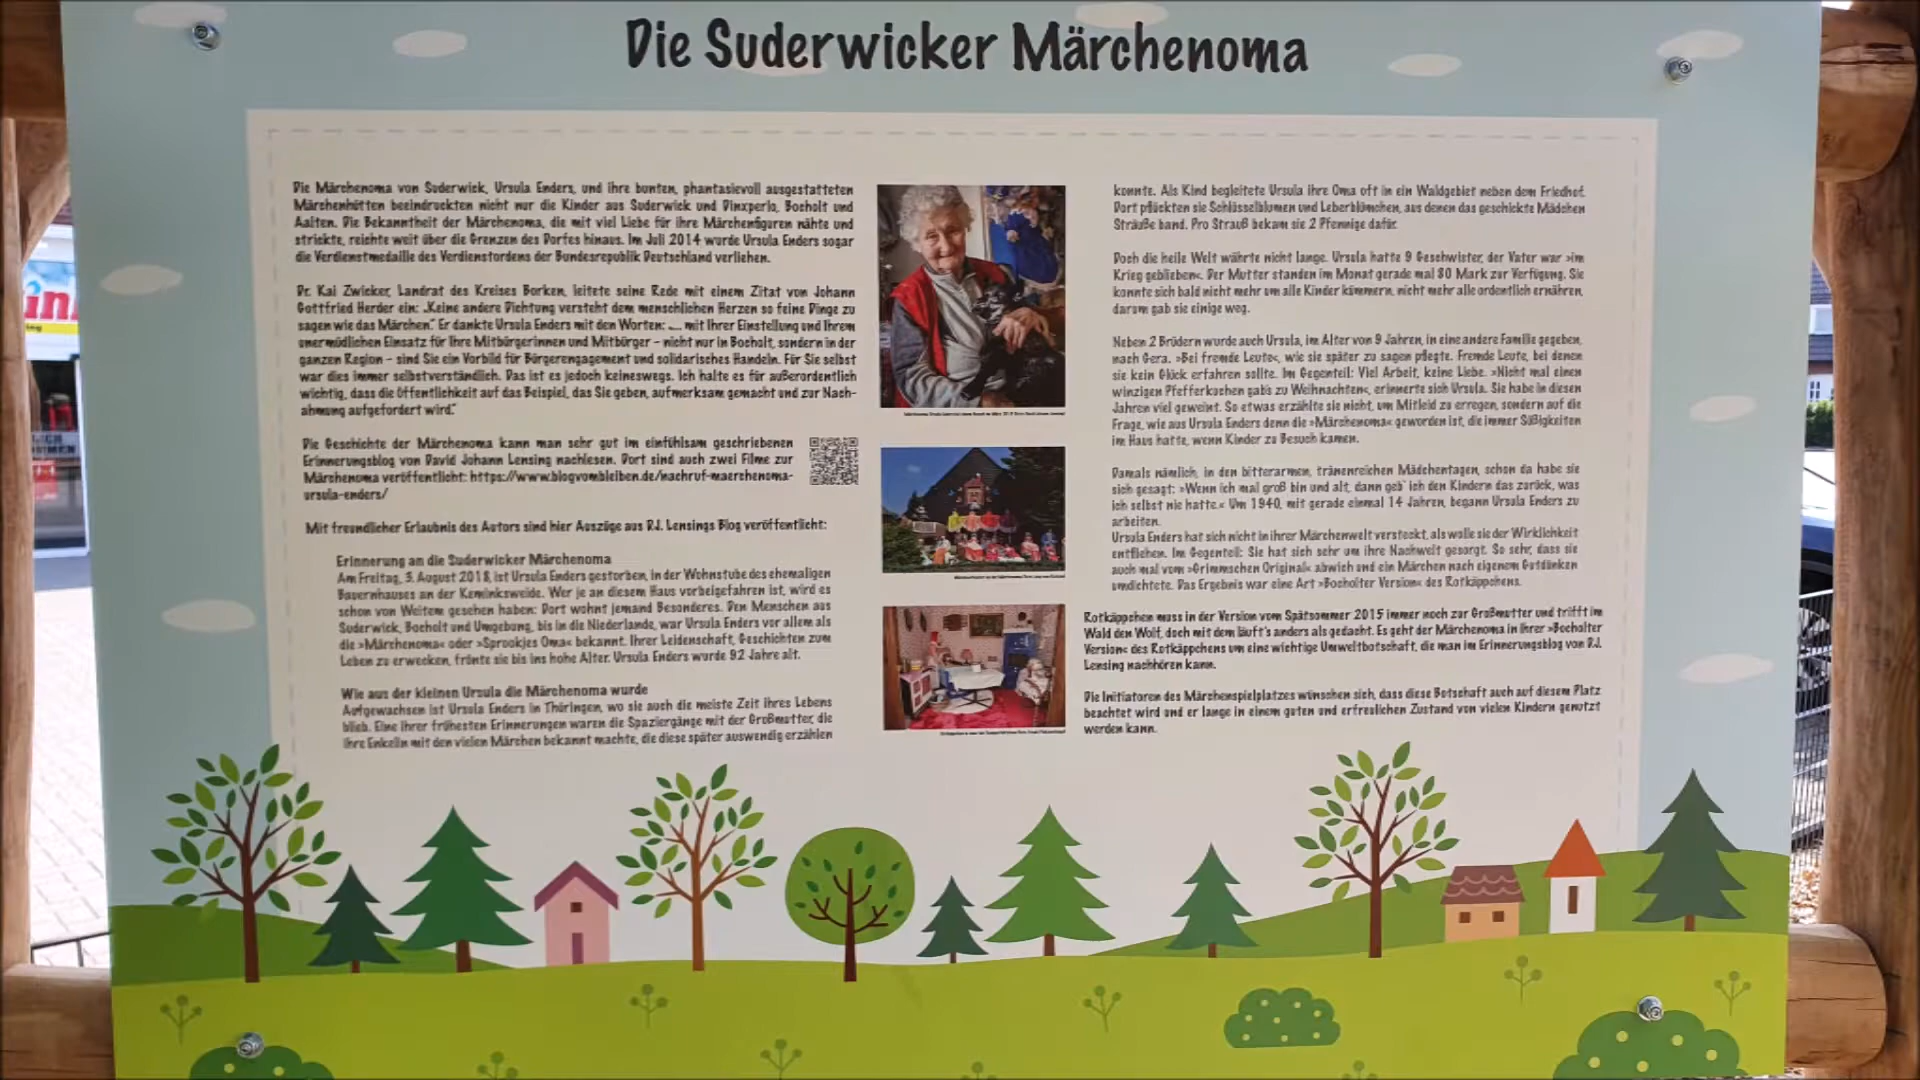 Die Suderwicker Märchenoma
Die Märchenoma von Suderwick, Ursula Enders, und ihre bunten, phantasievoll ausgestatteten
Märchenhütten beeindruckten nicht nur die Kinder aus Suderwick und Dinxperlo, Bocholt und
Aalten. Die Bekanntheit der Märchenoma, die mit viel Liebe für ihre Märchenfiguren nähte und
strickte, reichte weit über die Grenzen des Dorfes hinaus. Im Juli 2014 wurde Ursula Enders sogar
die Verdienstmedaille des Verdienstordens der Bundesrepublik Deutschland verliehen.
Dr. Kai Zwicker, Landrat des Kreises Borken, leitete seine Rede mit einem Zitat von Johann
Gottfried Herder ein: „Keine andere Dichtung versteht dem menschlichen Herzen so feine Dinge zu
sagen wie das Märchen.“ Er dankte Ursula Enders mit den Worten: „... mit Ihrer Einstellung und Ihrem
unermüdlichen Einsatz für Ihre Mitbürgerinnen und Mitbürger – nicht nur in Bocholt, sondern in der
ganzen Region – sind Sie ein Vorbild für Bürgerengagement und solidarisches Handeln. Für Sie selbst
war dies immer selbstverständlich. Das ist es jedoch keineswegs. Ich halte es für außerordentlich
wichtig, dass die Öffentlichkeit auf das Beispiel, das Sie geben, aufmerksam gemacht und zur Nach-
ahmung aufgefordert wird.“
Die Geschichte der Märchenoma kann man sehr gut im einfühlsam geschriebenen
Erinnerungsblog von David Johann Lensing nachlesen. Dort sind auch zwei Filme zur
Märchenoma veröffentlicht: https://www.blogvombleiben.de/nachruf-maerchenoma-
ursula-enders/
Mit freundlicher Erlaubnis des Autors sind hier Auszüge aus D.J. Lensings Blog veröffentlicht:
Erinnerung an die Suderwicker Märchenoma
Am Freitag, 3. August 2018, ist Ursula Enders gestorben, in der Wohnstube des ehemaligen
Bauernhauses an der Keminksweide. Wer je an diesem Haus vorbeigefahren ist, wird es
schon von Weitem gesehen haben: Dort wohnt jemand Besonderes. Den Menschen aus
Suderwick, Bocholt und Umgebung, bis in die Niederlande, war Ursula Enders vor allem als
die »Märchenoma« oder »Sprookjes Oma« bekannt. Ihrer Leidenschaft, Geschichten zum
Leben zu erwecken, frönte sie bis ins hohe Alter. Ursula Enders wurde 92 Jahre alt.
Wie aus der kleinen Ursula die Märchenoma wurde
Aufgewachsen ist Ursula Enders in Thüringen, wo sie auch die meiste Zeit ihres Lebens
blieb. Eine ihrer frühesten Erinnerungen waren die Spaziergänge mit der Großmutter, die
ihre Enkelin mit den vielen Märchen bekannt machte, die diese später auswendig erzählen
konnte. Als Kind begleitete Ursula ihre Oma oft in ein Waldgebiet neben dem Friedhof.
Dort pflückten sie Schlüsselblumen und Leberblümchen, aus denen das geschickte Mädchen
Sträuße band. Pro Strauß bekam sie 2 Pfennige dafür.
Doch die heile Welt währte nicht lange. Ursula hatte 9 Geschwister, der Vater war »im
Krieg geblieben«. Der Mutter standen im Monat gerade mal 80 Mark zur Verfügung. Sie
konnte sich bald nicht mehr um alle Kinder kümmern, nicht mehr alle ordentlich ernähren,
darum gab sie einige weg.
Neben 2 Brüdern wurde auch Ursula, im Alter von 9 Jahren, in eine andere Familie gegeben,
nach Gera. »Bei fremde Leute«, wie sie später zu sagen pflegte. Fremde Leute, bei denen
sie kein Glück erfahren sollte. Im Gegenteil: Viel Arbeit, keine Liebe. »Nicht mal einen
winzigen Pfefferkuchen gab's zu Weihnachten«, erinnerte sich Ursula. Sie habe in diesen
Jahren viel geweint. So etwas erzählte sie nicht, um Mitleid zu erregen, sondern auf die
Frage, wie aus Ursula Enders denn die »Märchenoma« geworden ist, die immer Süßigkeiten
im Haus hatte, wenn Kinder zu Besuch kamen.
Damals nämlich, in den bitterarmen, tränenreichen Mädchentagen, schon da habe sie
sich gesagt: »Wenn ich mal groß bin und alt, dann geb' ich den Kindern das zurück, was
ich selbst nie hatte.« Um 1940, mit gerade einmal 14 Jahren, begann Ursula Enders zu
arbeiten.
Ursula Enders hat sich nicht in ihrer Märchenwelt versteckt, als wolle sie der Wirklichkeit
entfliehen. Im Gegenteil: Sie hat sich sehr um ihre Nachwelt gesorgt. So sehr, dass sie
auch mal vom »Grimmschen Original« abwich und ein Märchen nach eigenem Gutdünken
umdichtete. Das Ergebnis war eine Art »Bocholter Version« des Rotkäppchens.
Rotkäppchen muss in der Version vom Spätsommer 2015 immer noch zur Großmutter und trifft im
Wald den Wolf, doch mit dem läuft's anders als gedacht. Es geht der Märchenoma in ihrer »Bocholter
Version« des Rotkäppchens um eine wichtige Umweltbotschaft, die man im Erinnerungsblog von D.J.
Lensing nachhören kann.
Die Initiatoren des Märchenspielplatzes wünschen sich, dass diese Botschaft auch auf diesem Platz
beachtet wird und er lange in einem guten und erfreulichen Zustand von vielen Kindern genutzt
werden kann.